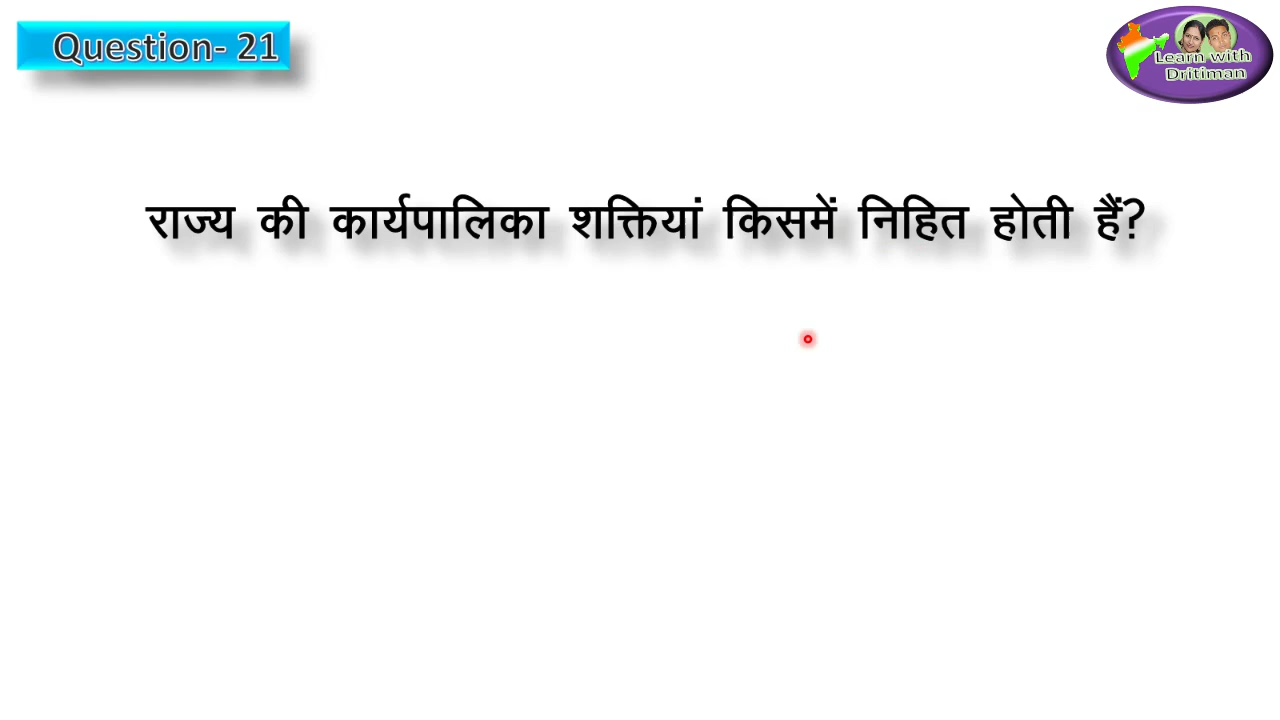 Question- 21
Learn with
Dritiman
राज्य की कार्यपालिका शक्तियां किसमें निहित होती हैं?